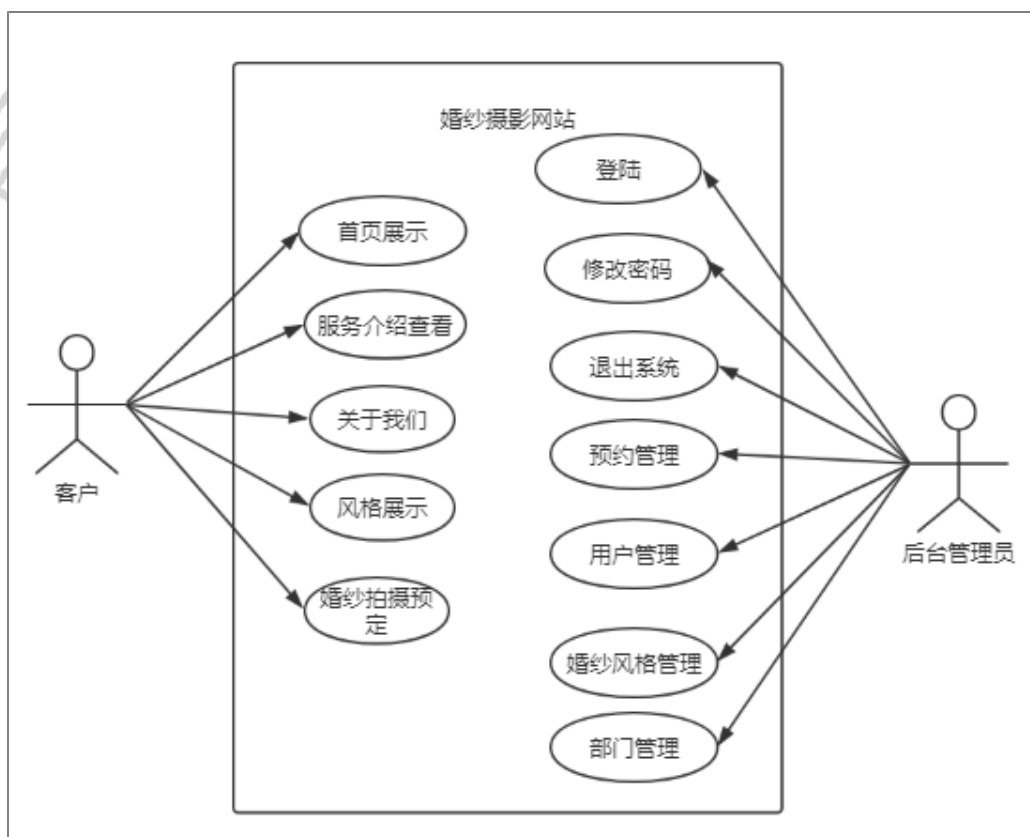 婚纱摄影网站
首页展示
服务介绍查看
关于我们
风格展示
婚纱拍摄预
定
登陆
修改密码
退出系统
预约管理
用户管理
婚纱风格管理
部门管理
客户
后台管理员